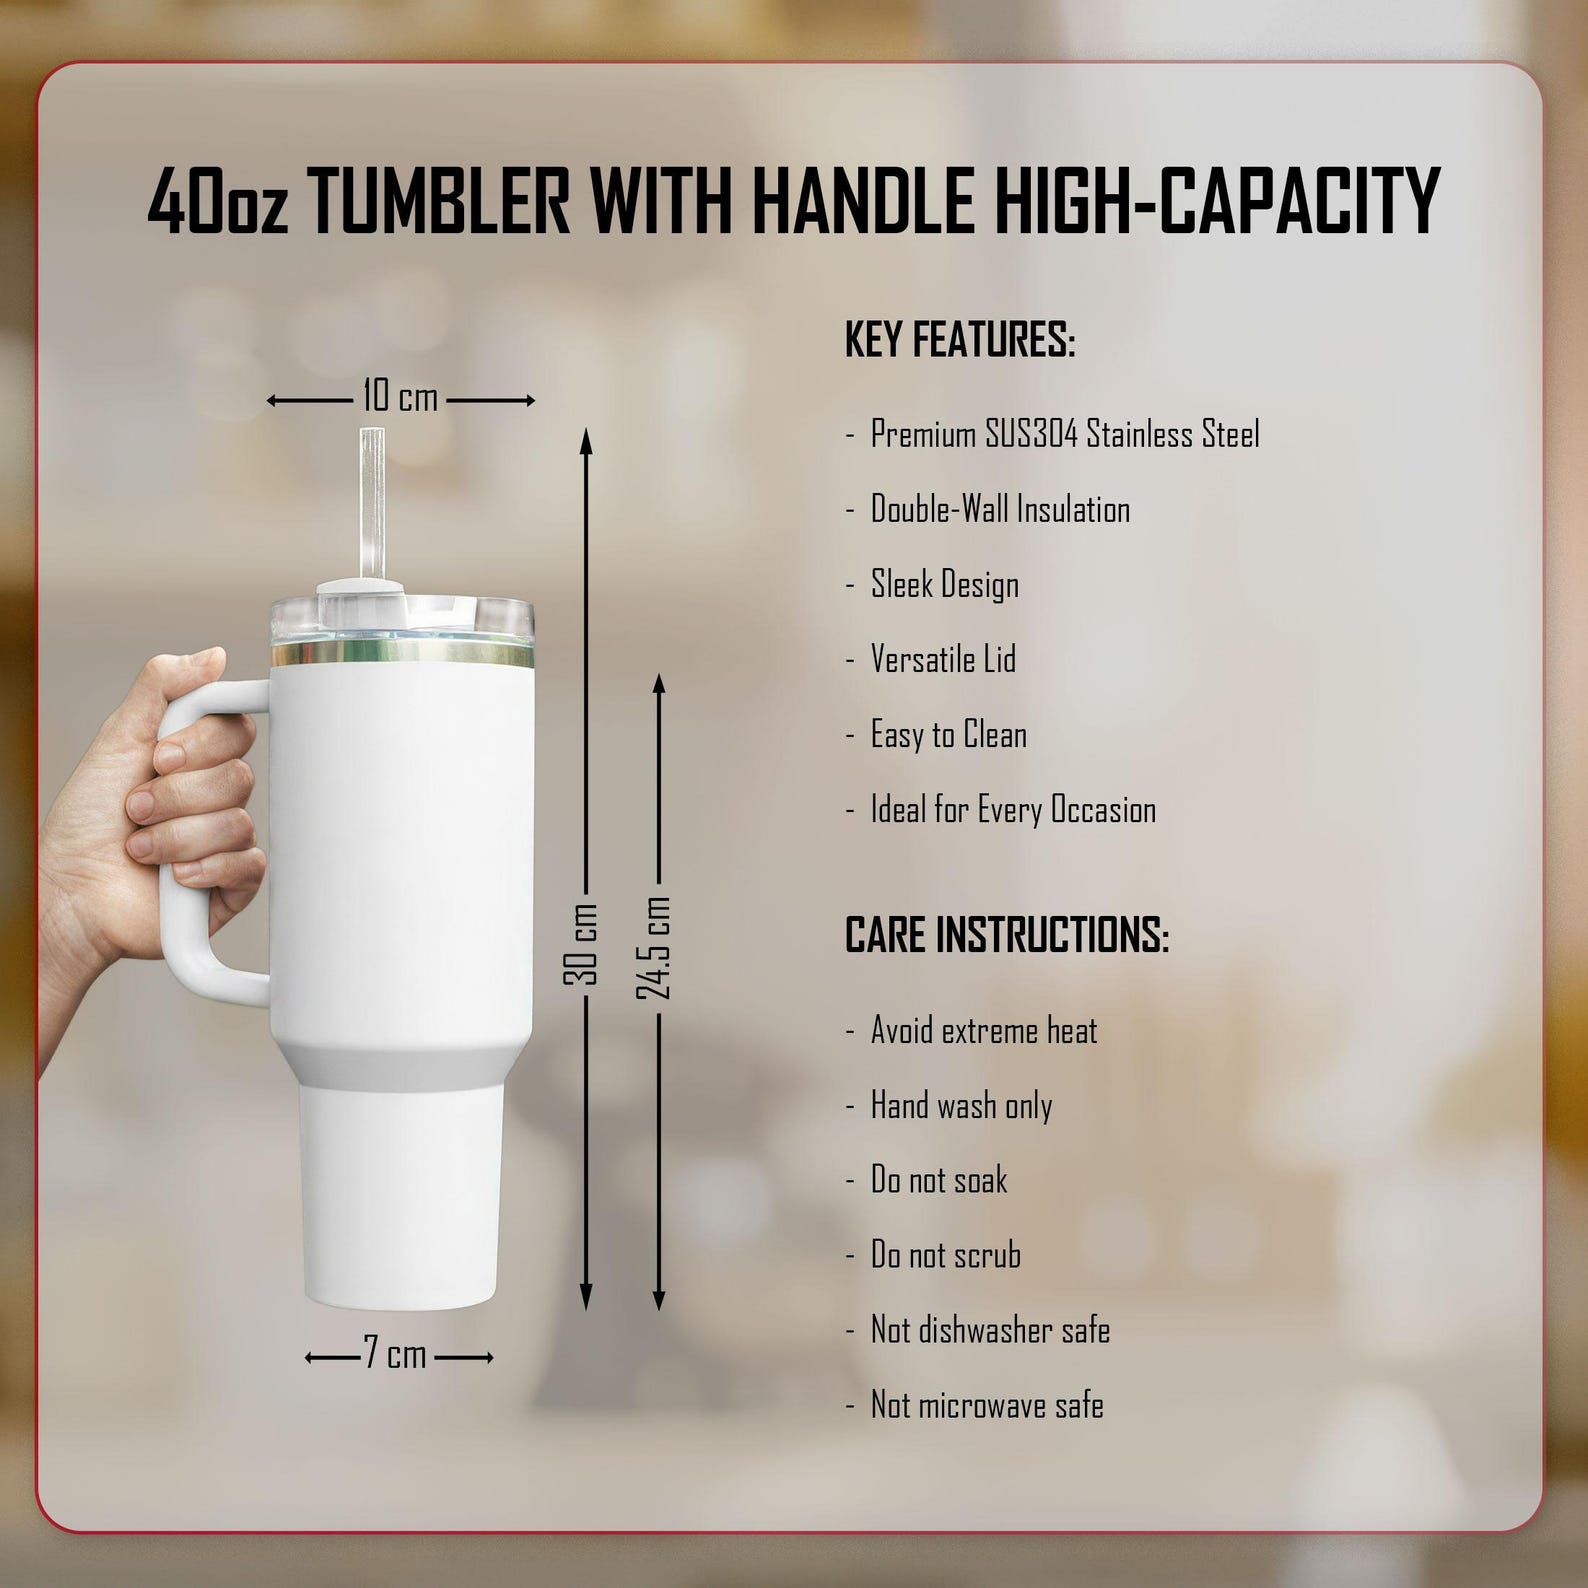 40oz TUMBLER WITH HANDLE HIGH-CAPACITY
10 cm
30 cm
24.5 cm
7 cm
KEY FEATURES:
- Premium SUS304 Stainless Steel
- Double-Wall Insulation
- Sleek Design
- Versatile Lid
- Easy to Clean
- Ideal for Every Occasion
CARE INSTRUCTIONS:
- Avoid extreme heat
- Hand wash only
- Do not soak
- Do not scrub
- Not dishwasher safe
- Not microwave safe